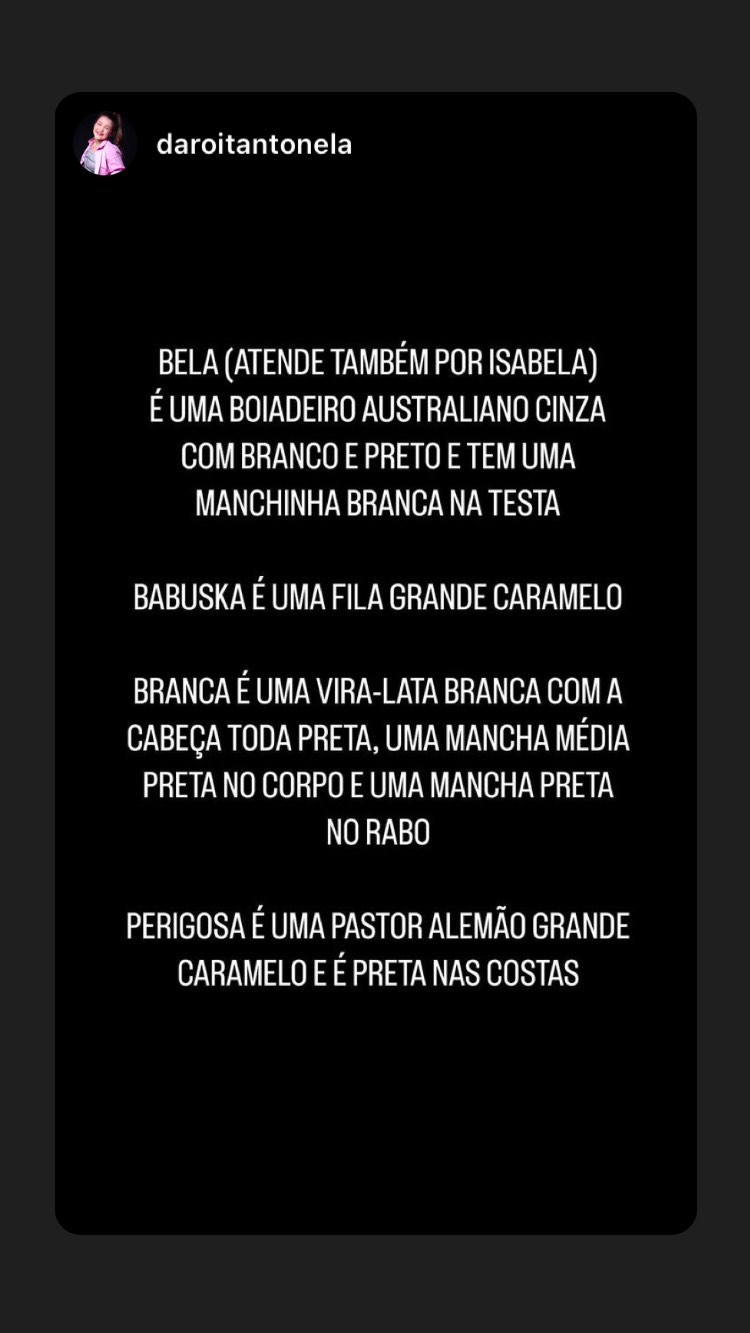 daroitantonela
BELA (ATENDE TAMBÉM POR ISABELA)
É UMA BOIADEIRO AUSTRALIANO CINZA
COM BRANCO E PRETO E TEM UMA
MANCHINHA BRANCA NA TESTA
BABUSKA É UMA FILA GRANDE CARAMELO
BRANCA É UMA VIRA-LATA BRANCA COM A
CABEÇA TODA PRETA, UMA MANCHA MÉDIA
PRETA NO CORPO E UMA MANCHA PRETA
NO RABO
PERIGOSA É UMA PASTOR ALEMÃO GRANDE
CARAMELO E É PRETA NAS COSTAS